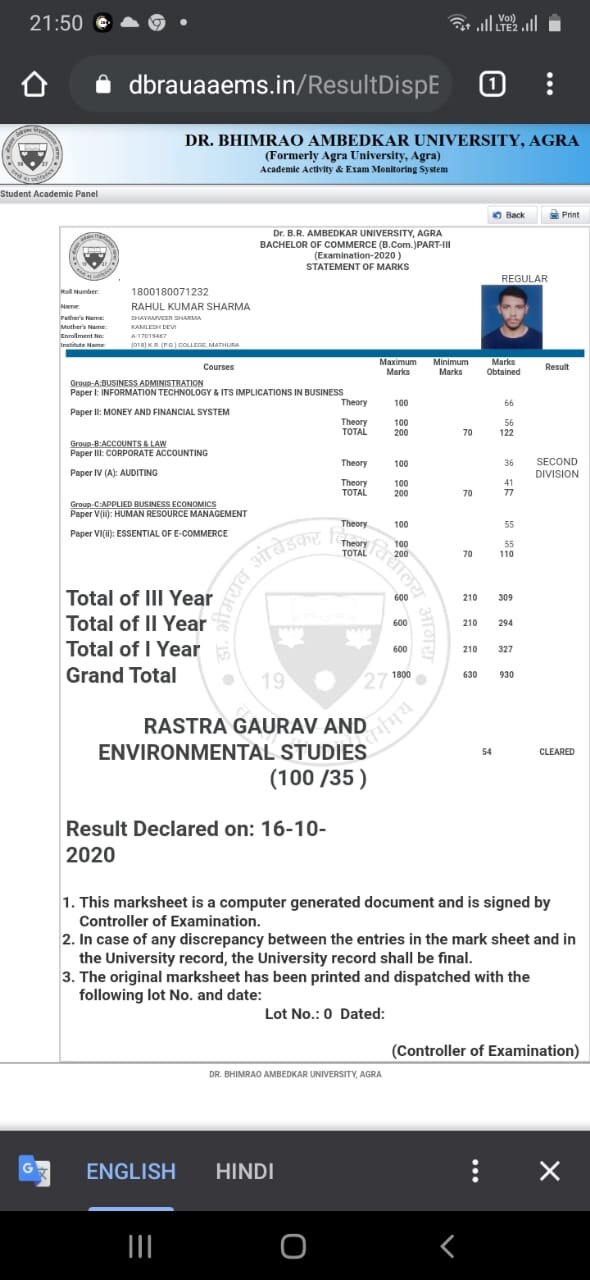 21:50
Vo)) LTE2
dbrauaaems.in/ResultDispE
1
DR. BHIMRAO AMBEDKAR UNIVERSITY, AGRA
(Formerly Agra University, Agra)
Academic Activity & Exam Monitoring System
Student Academic Panel
Back Print
Dr. B.R. AMBEDKAR UNIVERSITY, AGRA
BACHELOR OF COMMERCE (B.Com.)PART-III
(Examination-2020 )
STATEMENT OF MARKS
REGULAR
Roll Number: 1800180071232
Name: RAHUL KUMAR SHARMA
Father's Name: SHAYAMVEER SHARMA
Mother's Name: KAMLESH DEVI
Enrollment No: A-17019467
Institute Name: [018] K.R. (P.G.) COLLEGE, MATHURA
Courses Maximum Marks Minimum Marks Marks Obtained Result
Group-A:BUSINESS ADMINISTRATION
Paper I: INFORMATION TECHNOLOGY & ITS IMPLICATIONS IN BUSINESS
Theory 100 66
Paper II: MONEY AND FINANCIAL SYSTEM
Theory 100 56
TOTAL 200 70 122
Group-B:ACCOUNTS & LAW
Paper III: CORPORATE ACCOUNTING
Theory 100 36 SECOND DIVISION
Paper IV (A): AUDITING
Theory 100 41
TOTAL 200 70 77
Group-C:APPLIED BUSINESS ECONOMICS
Paper V(ii): HUMAN RESOURCE MANAGEMENT
Theory 100 55
Paper VI(ii): ESSENTIAL OF E-COMMERCE
Theory 100 55
TOTAL 200 70 110
Total of III Year 600 210 309
Total of II Year 600 210 294
Total of I Year 600 210 327
Grand Total 1800 630 930
19 27
RASTRA GAURAV AND
ENVIRONMENTAL STUDIES 54 CLEARED
(100 /35 )
Result Declared on: 16-10-
2020
1. This marksheet is a computer generated document and is signed by
Controller of Examination.
2. In case of any discrepancy between the entries in the mark sheet and in
the University record, the University record shall be final.
3. The original marksheet has been printed and dispatched with the
following lot No. and date:
Lot No.: 0 Dated:
(Controller of Examination)
DR. BHIMRAO AMBEDKAR UNIVERSITY, AGRA
ENGLISH HINDI